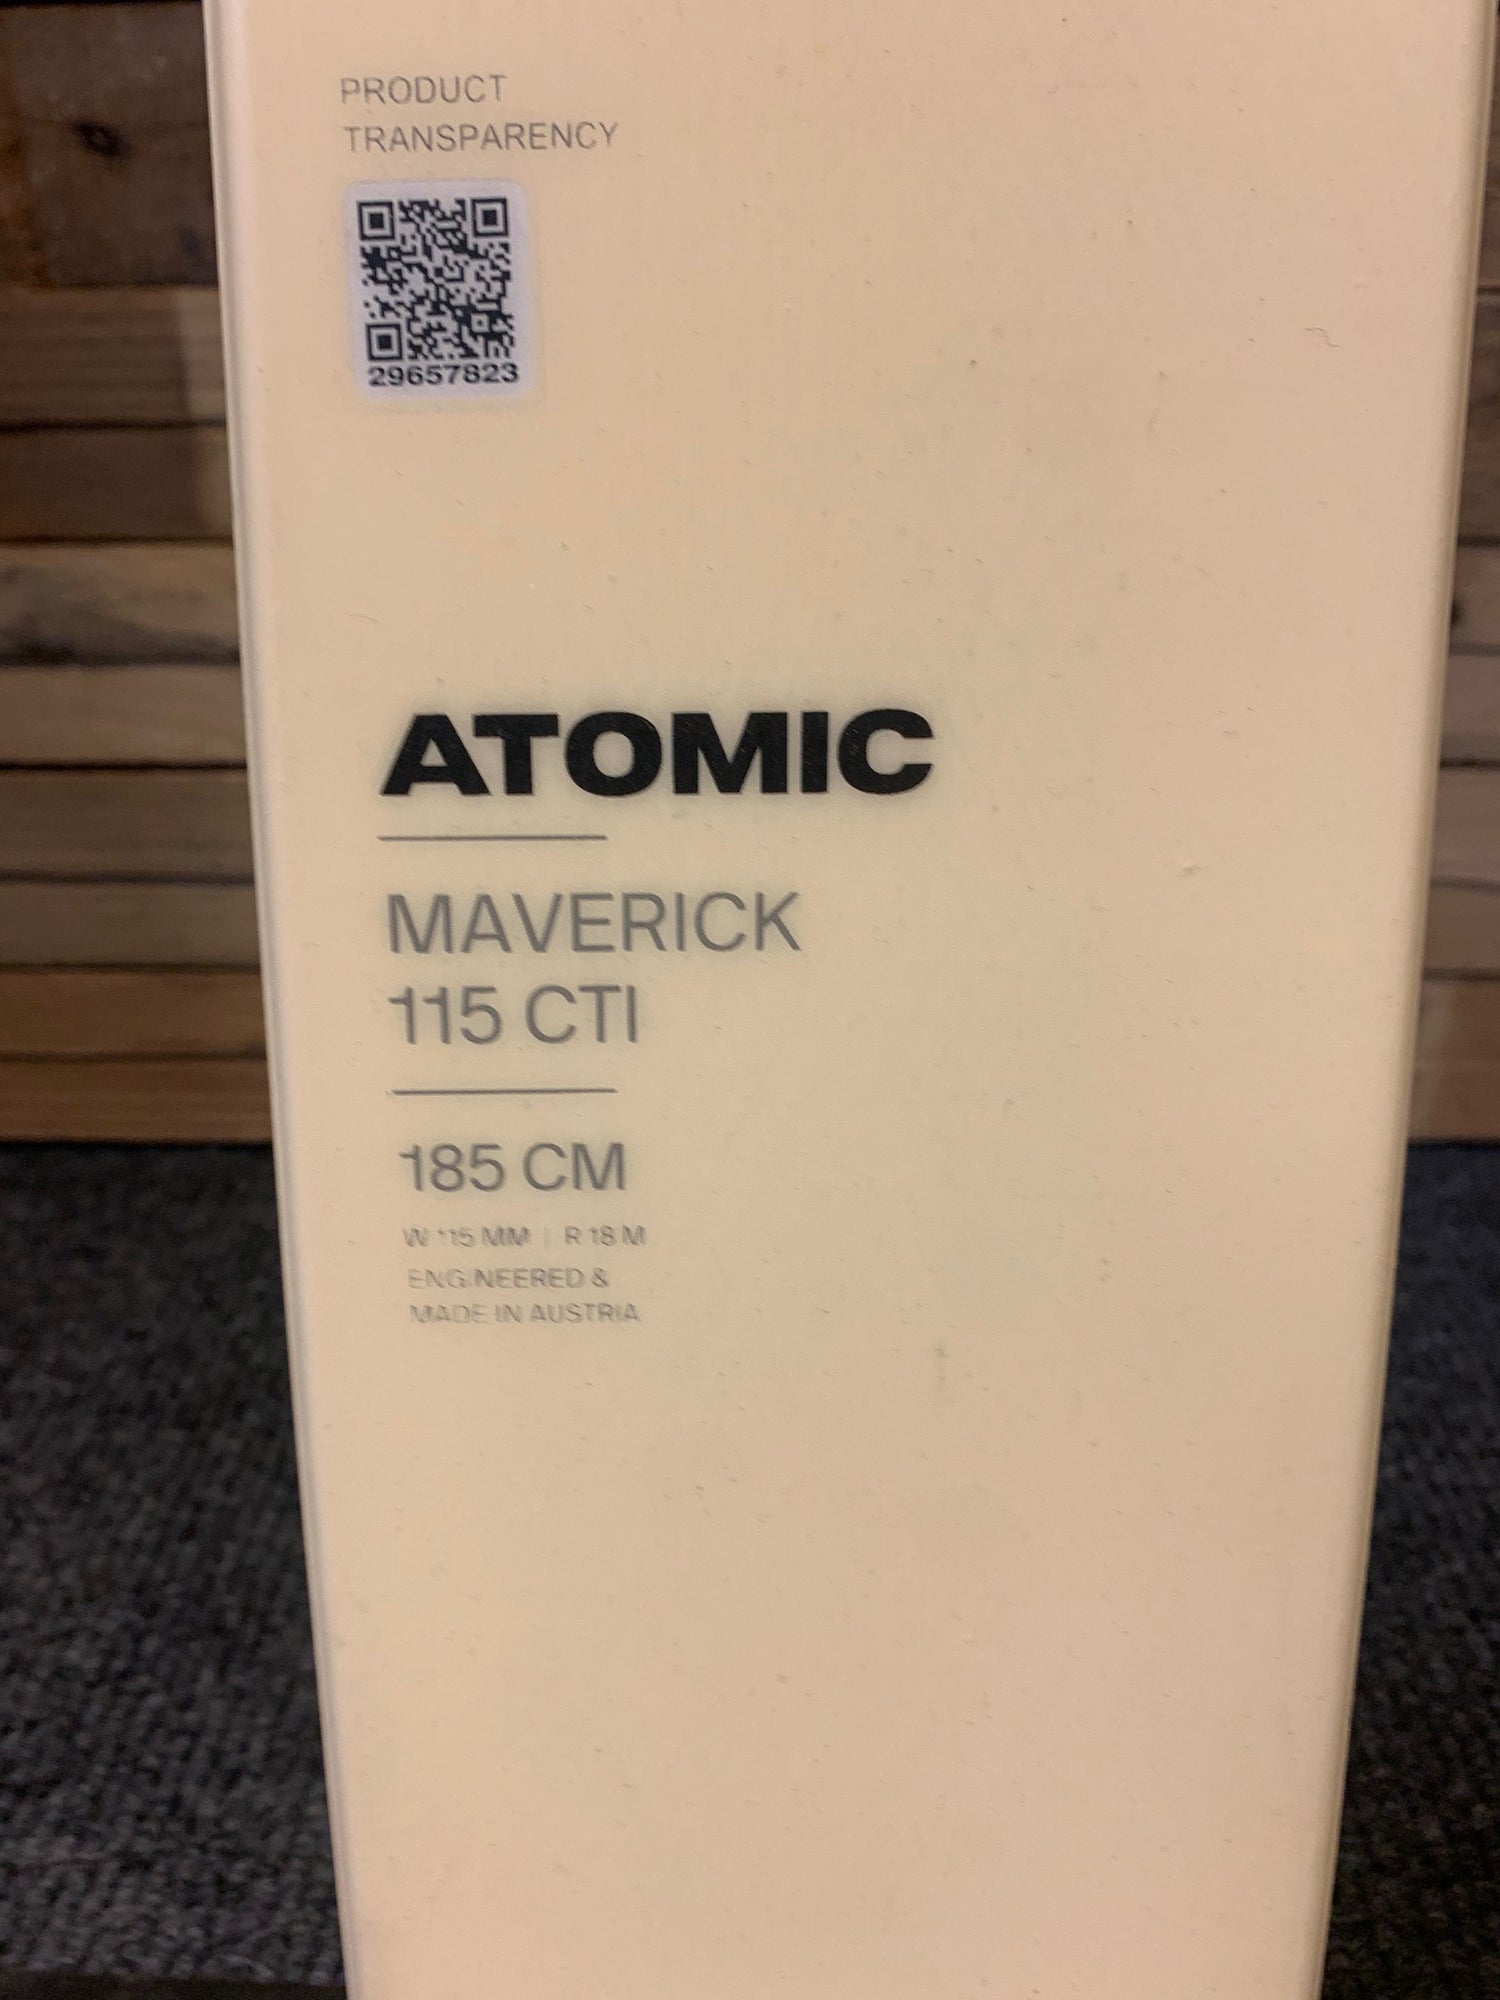 PRODUCT
TRANSPARENCY
29657823
ATOMIC
MAVERICK
115 CTI
185 CM
W 115 MM | R 18 M
ENGINEERED &
MADE IN AUSTRIA